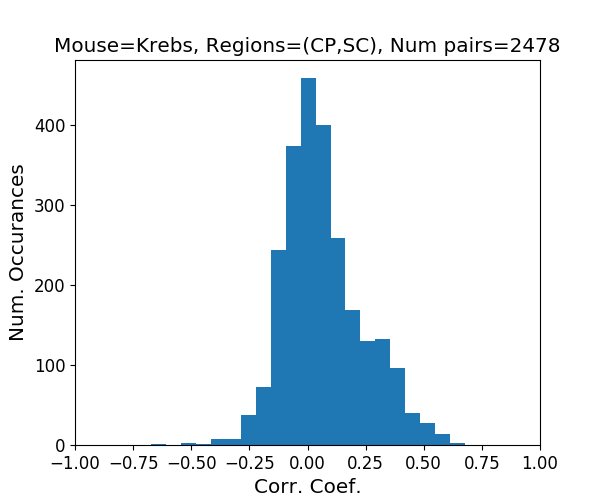 Mouse=Krebs, Regions=(CP,SC), Num pairs=2478
Num. Occurances
400
300
200
100
0
−1.00 −0.75 −0.50 −0.25 0.00 0.25 0.50 0.75 1.00
Corr. Coef.